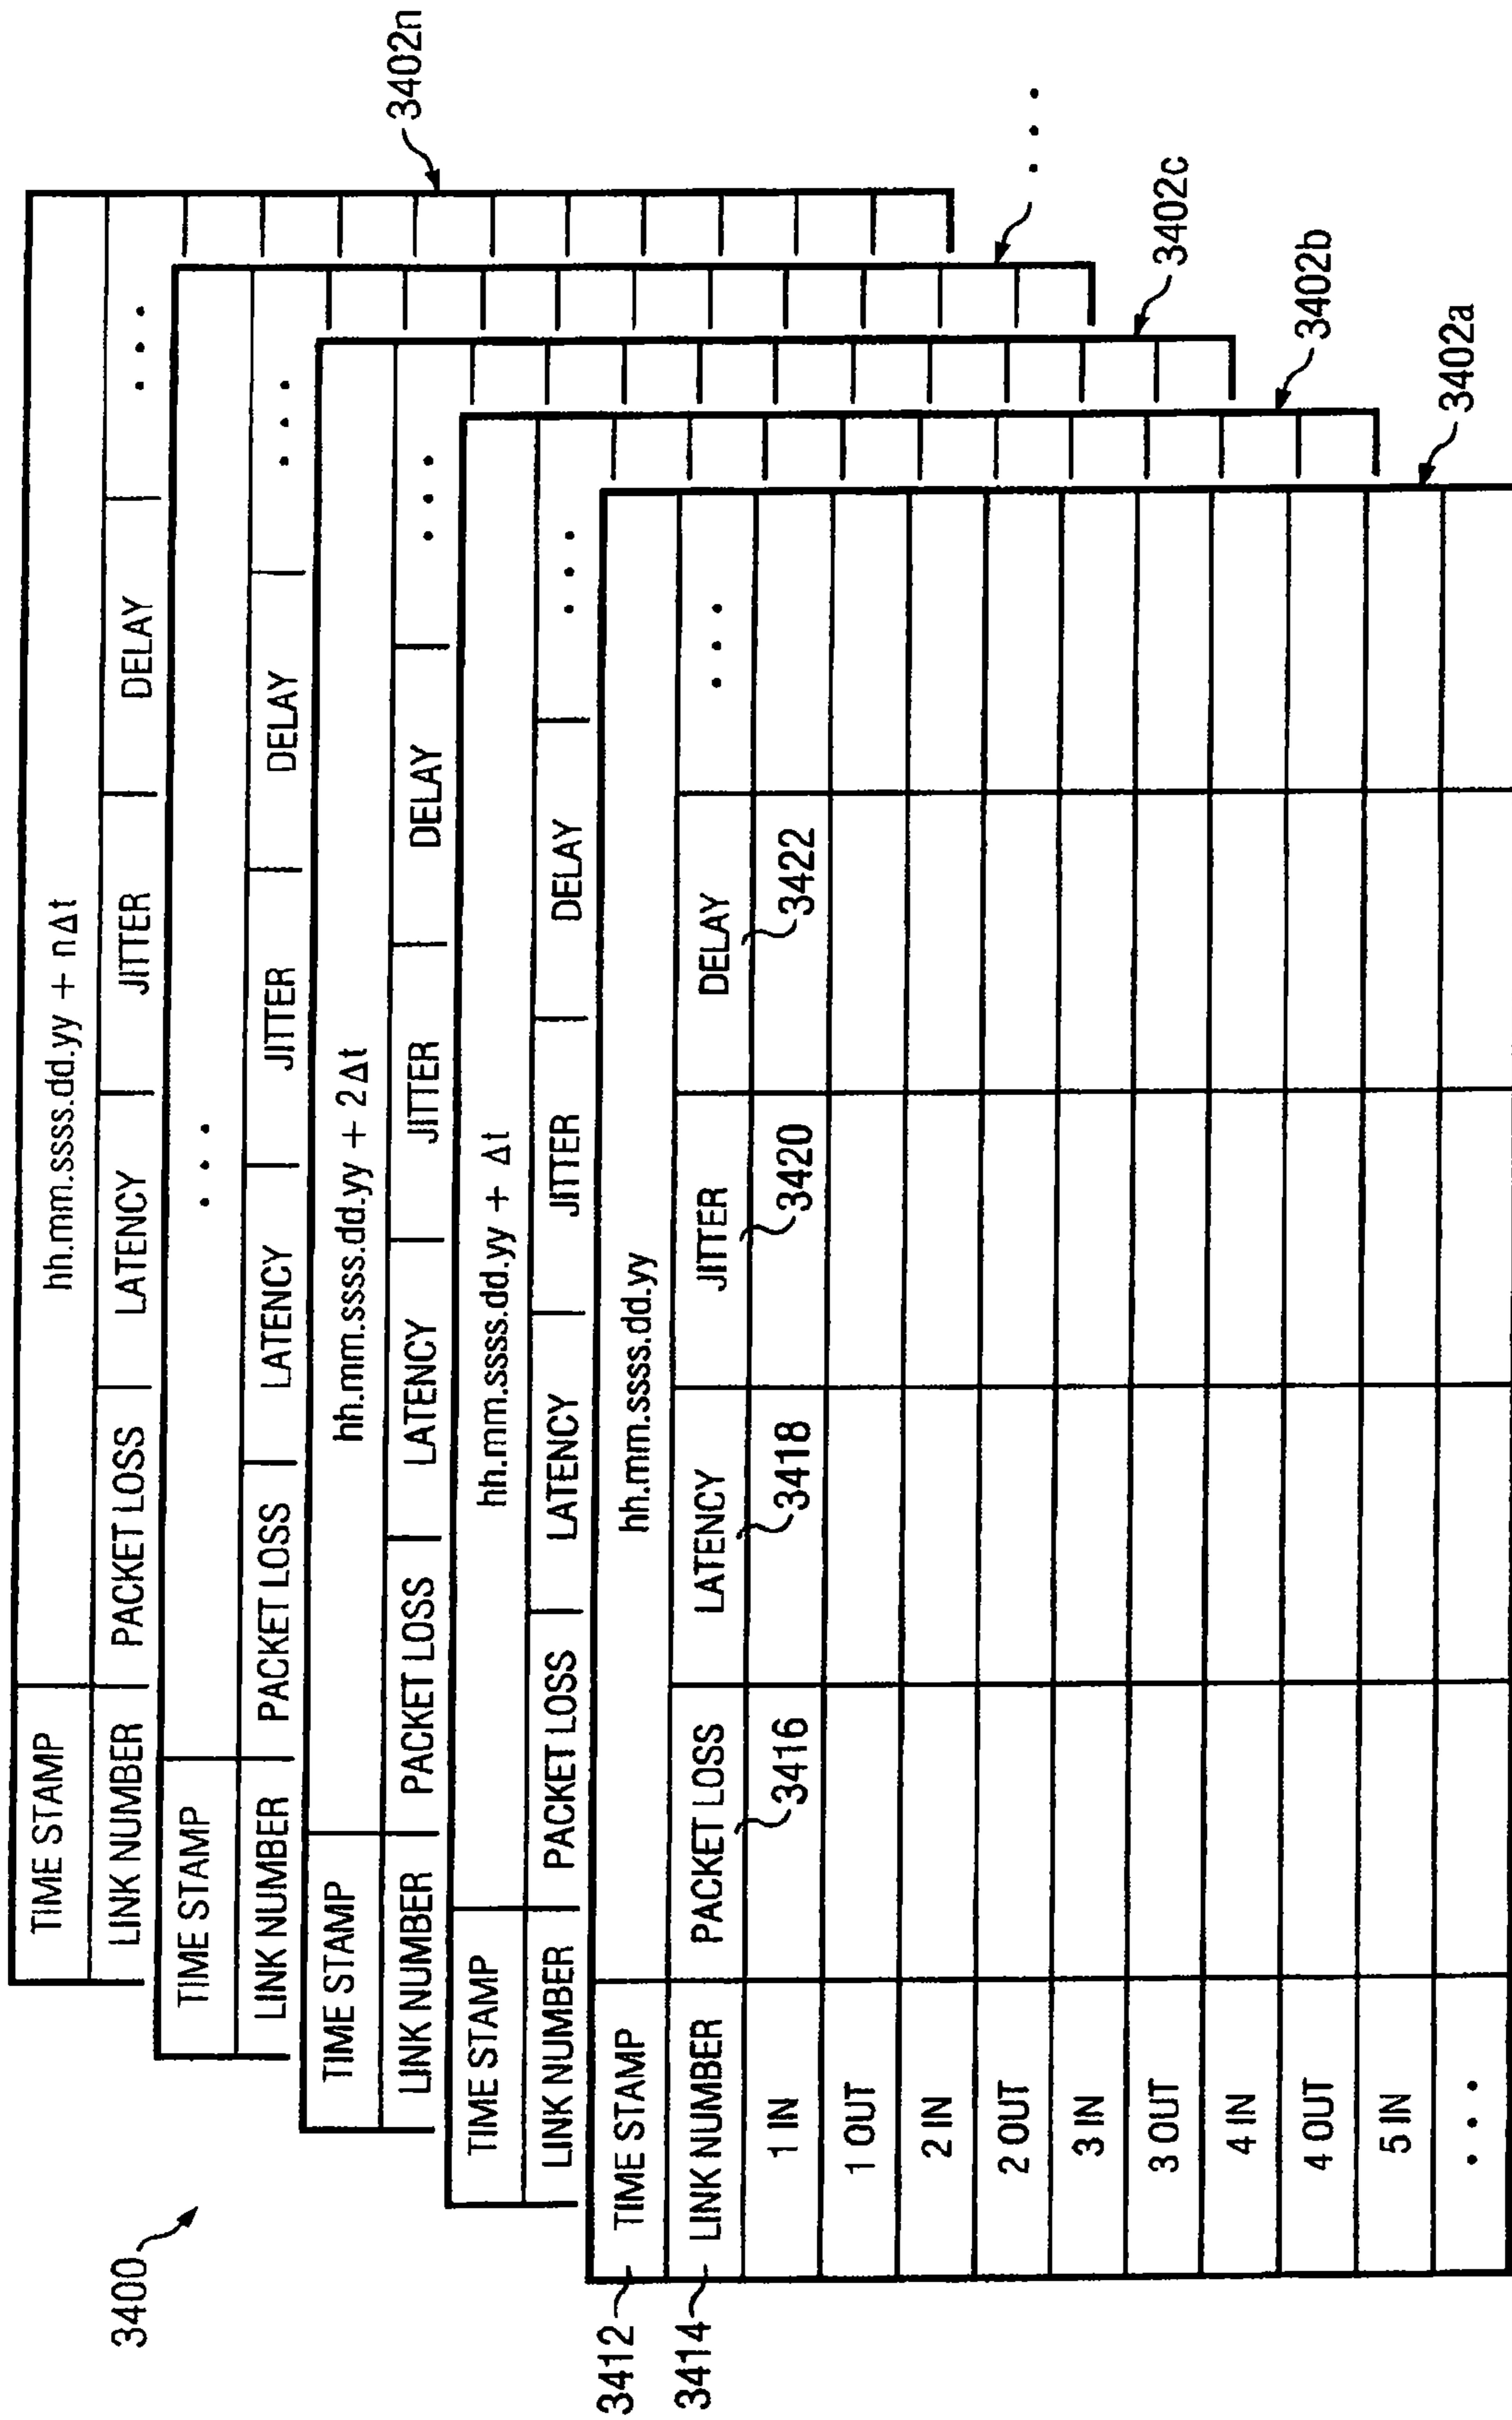 3400
TIME STAMP hh.mm.ssss.dd.yy + nΔt
LINK NUMBER PACKET LOSS LATENCY JITTER DELAY • • •
3402n
TIME STAMP • • •
LINK NUMBER PACKET LOSS LATENCY JITTER DELAY • • •
• • •
TIME STAMP hh.mm.ssss.dd.yy + 2Δt
LINK NUMBER PACKET LOSS LATENCY JITTER DELAY • • •
3402c
TIME STAMP hh.mm.ssss.dd.yy + Δt
LINK NUMBER PACKET LOSS LATENCY JITTER DELAY • • •
3402b
3412 TIME STAMP hh.mm.ssss.dd.yy
3414 LINK NUMBER PACKET LOSS LATENCY JITTER DELAY • • •
3416 3418 3420 3422
1 IN
1 OUT
2 IN
2 OUT
3 IN
3 OUT
4 IN
4 OUT
5 IN
• • •
3402a